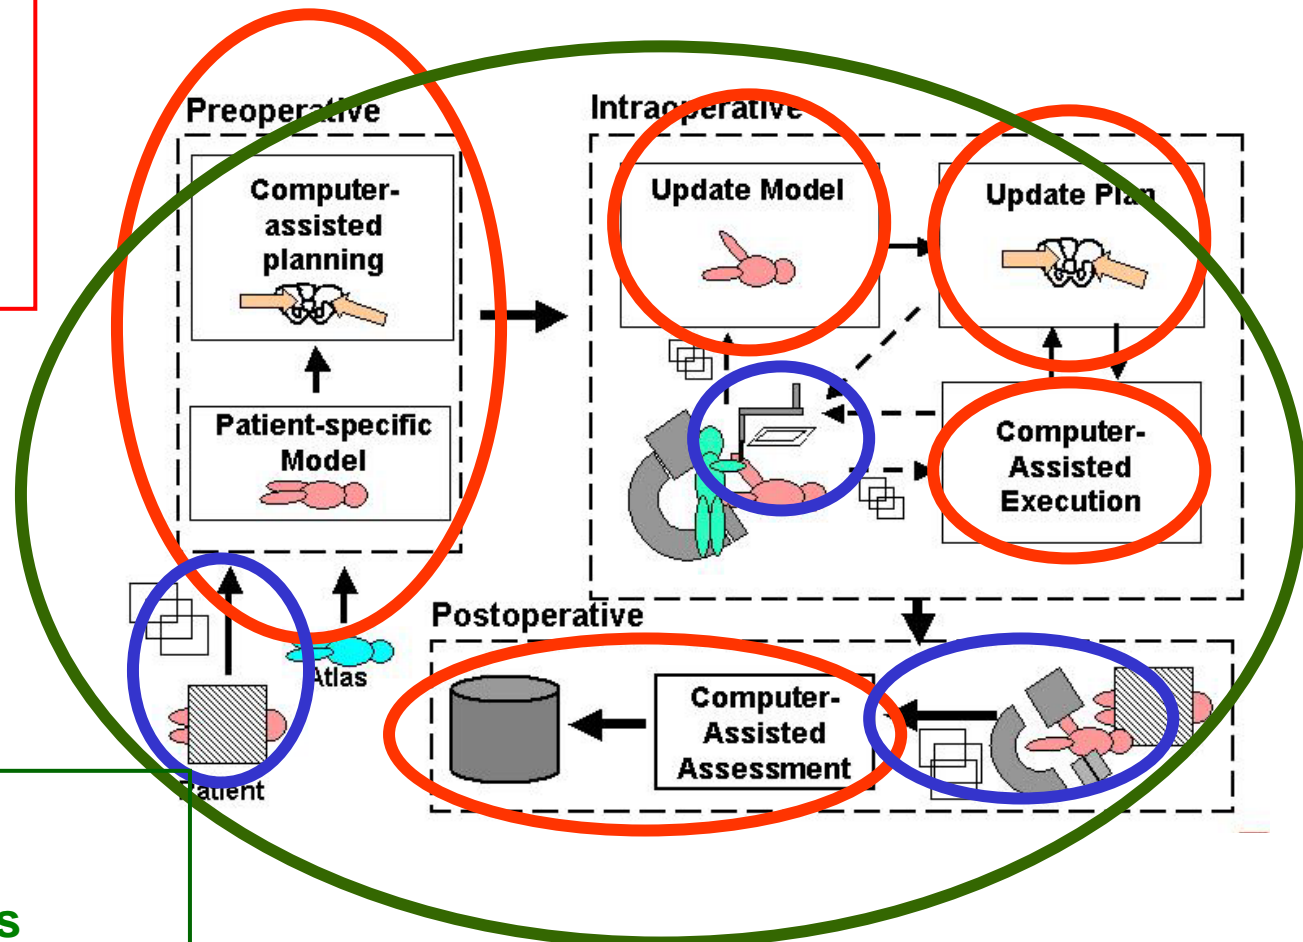 Preoperative
Computer-
assisted
planning
Patient-specific
Model
Atlas
Patient
Intraoperative
Update Model
Update Plan
Computer-
Assisted
Execution
Postoperative
Computer-
Assisted
Assessment
s